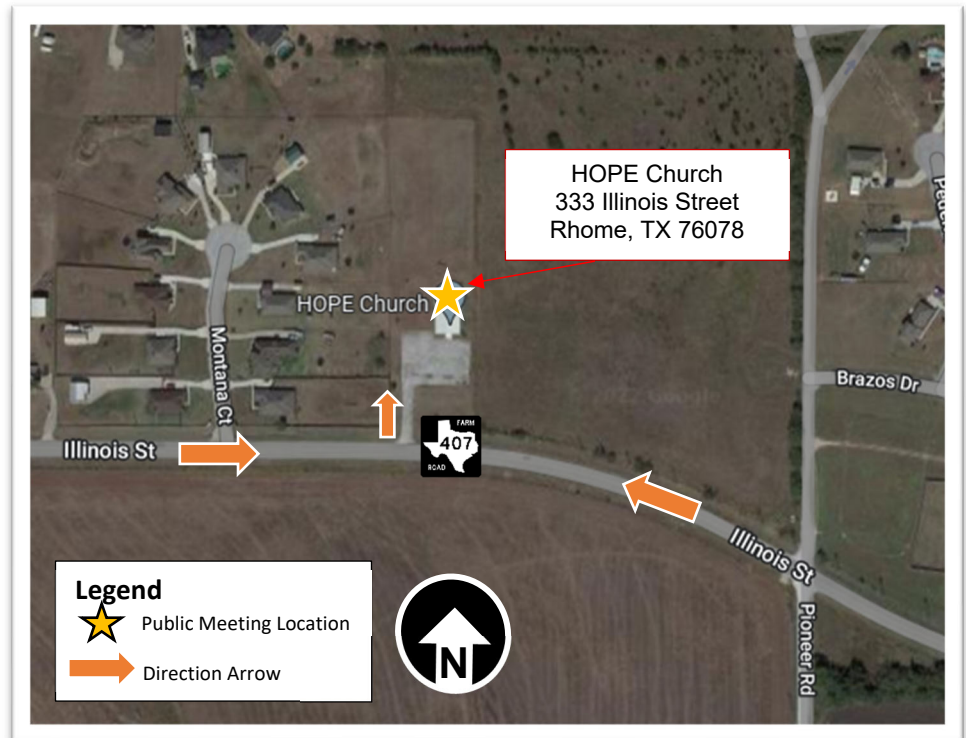 HOPE Church
333 Illinois Street
Rhome, TX 76078
HOPE Church
Montana Ct
Brazos Dr
Illinois St
FARM
407
ROAD
Illinois St
Pioneer Rd
Legend
Public Meeting Location
Direction Arrow
N